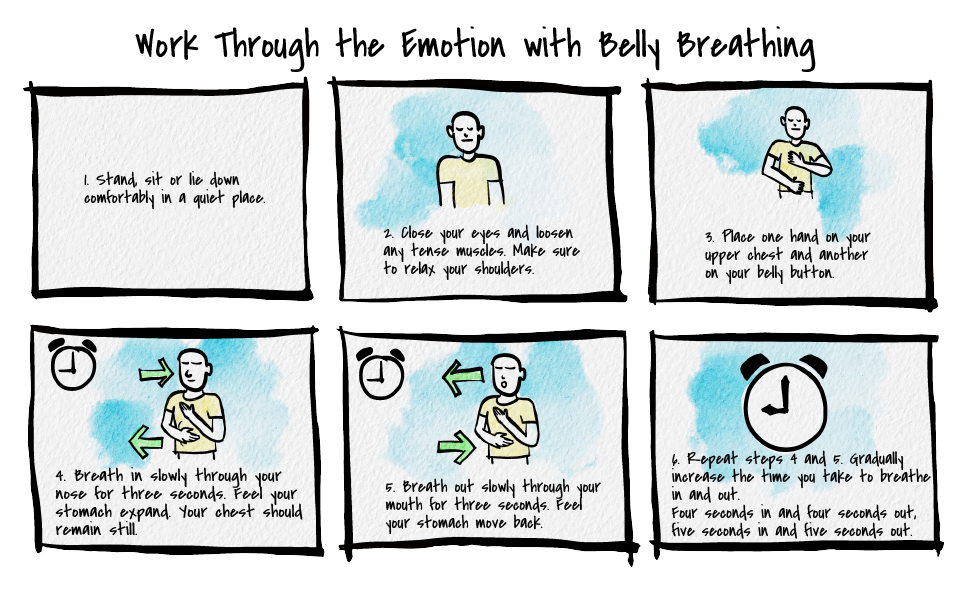 Work Through the Emotion with Belly Breathing
1. Stand, sit or lie down
comfortably in a quiet place.
2. Close your eyes and loosen
any tense muscles. Make sure
to relax your shoulders.
3. Place one hand on your
upper chest and another
on your belly button.
4. Breath in slowly through your
nose for three seconds. Feel your
stomach expand. Your chest should
remain still.
5. Breath out slowly through your
mouth for three seconds. Feel
your stomach move back.
6. Repeat steps 4 and 5. Gradually
increase the time you take to breathe
in and out.
Four seconds in and four seconds out,
five seconds in and five seconds out.